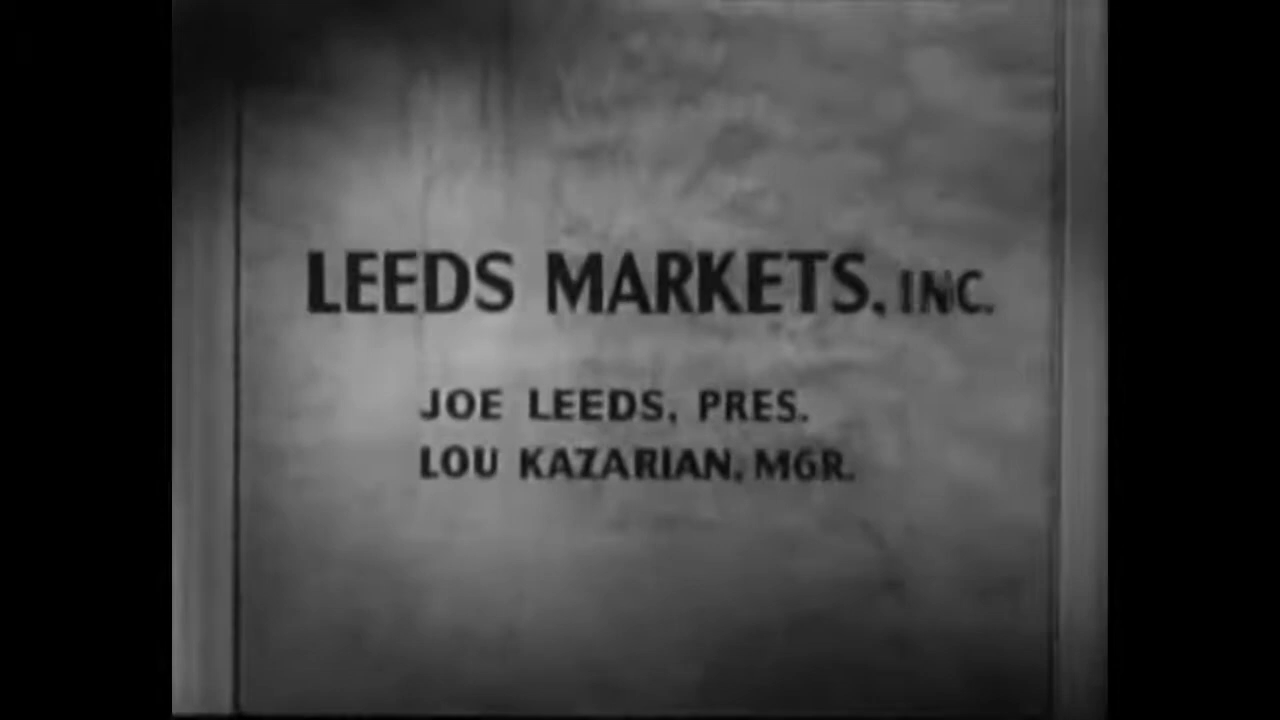 LEEDS MARKETS, INC.
JOE LEEDS, PRES.
LOU KAZARIAN, MGR.